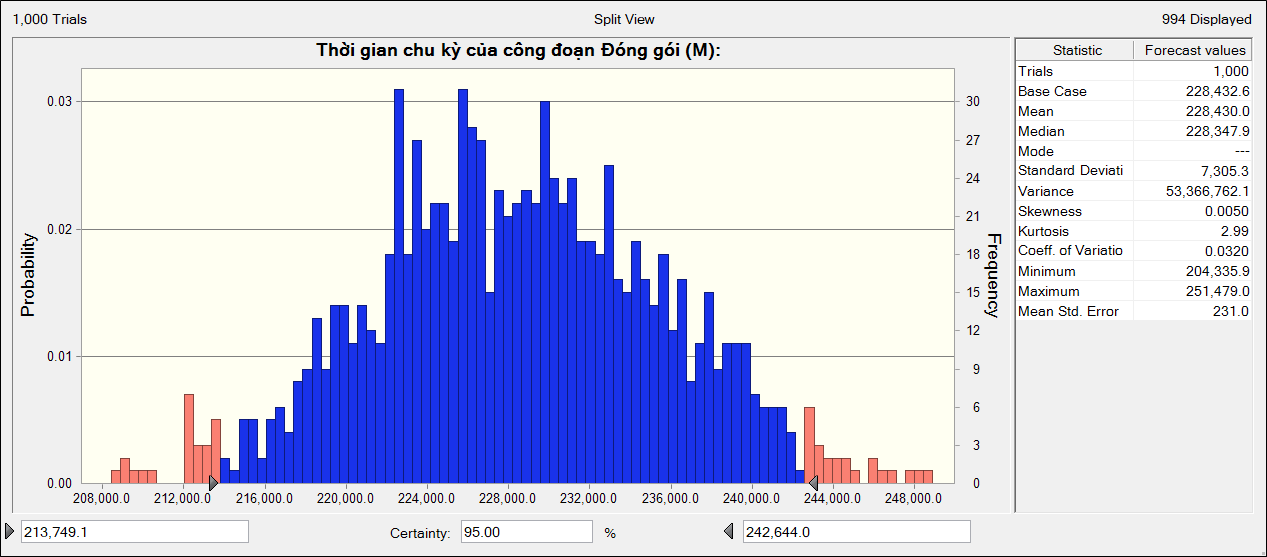 1,000 Trials Split View 994 Displayed
Thời gian chu kỳ của công đoạn Đóng gói (M):
Probability
0.03
0.02
0.01
0.00
30
27
24
21
18
15
12
9
6
3
0
Frequency
208,000.0 212,000.0 216,000.0 220,000.0 224,000.0 228,000.0 232,000.0 236,000.0 240,000.0 244,000.0 248,000.0
Statistic Forecast values
Trials 1,000
Base Case 228,432.6
Mean 228,430.0
Median 228,347.9
Mode ---
Standard Deviati 7,305.3
Variance 53,366,762.1
Skewness 0.0050
Kurtosis 2.99
Coeff. of Variatio 0.0320
Minimum 204,335.9
Maximum 251,479.0
Mean Std. Error 231.0
213,749.1 Certainty: 95.00 % 242,644.0